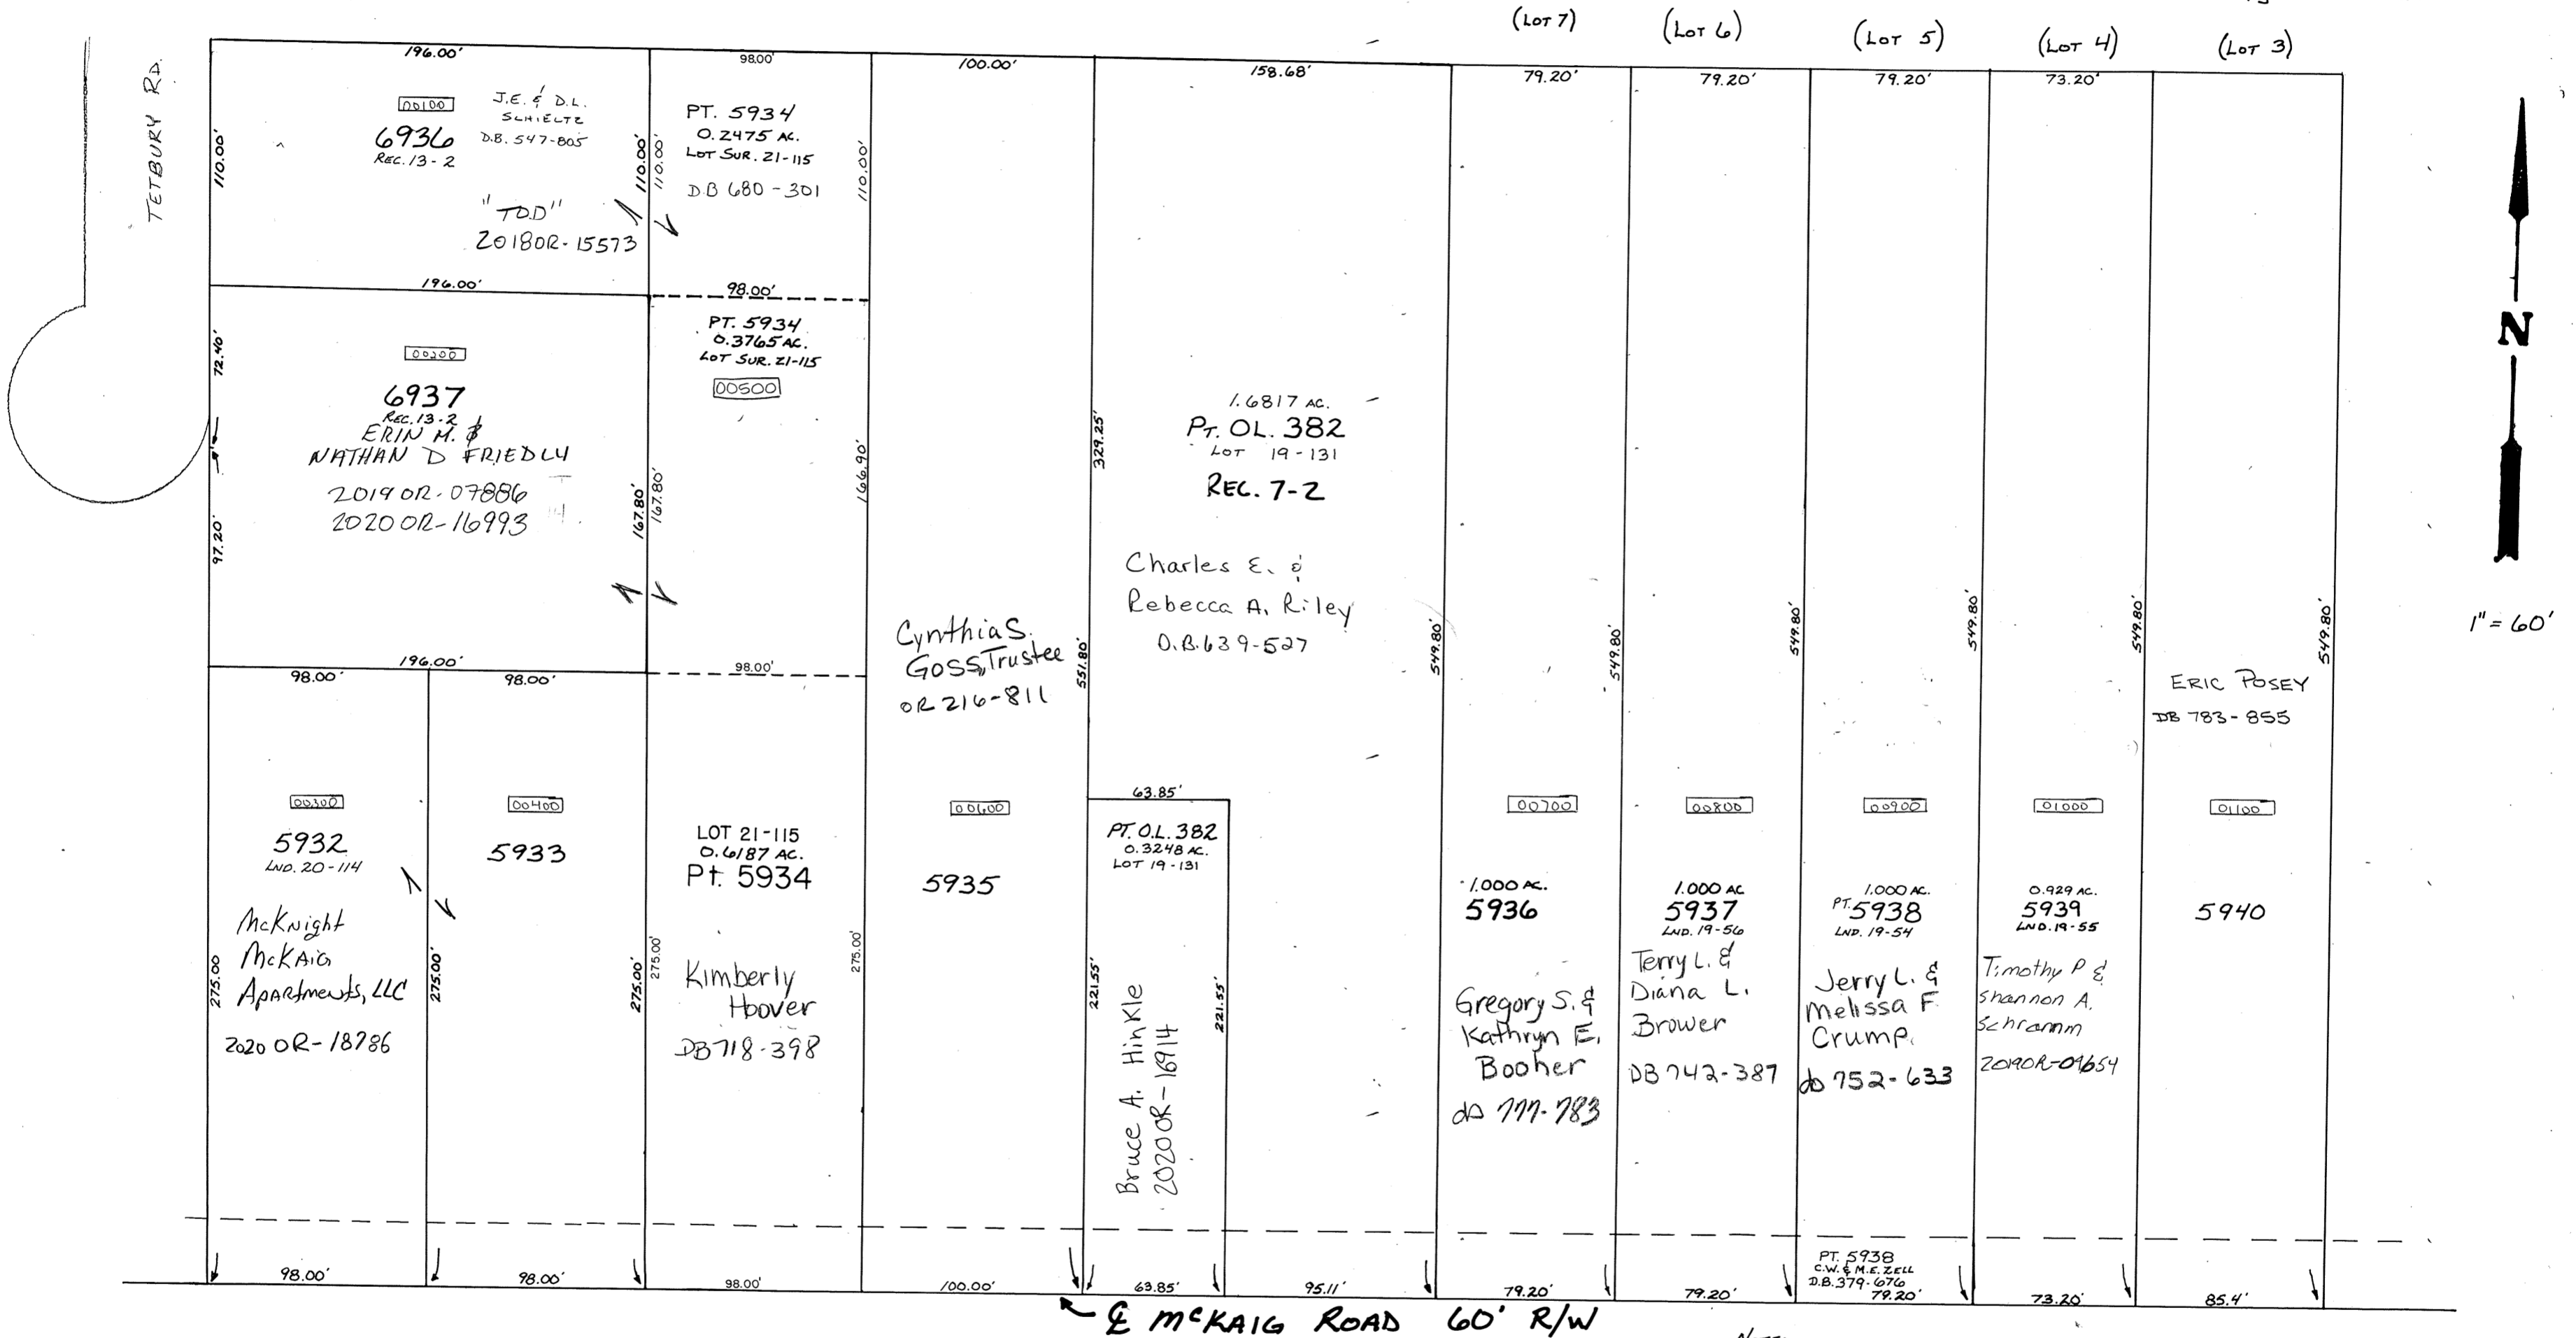 (LOT 7)
(LOT 6)
(LOT 5)
(LOT 4)
(LOT 3)
TETBURY RD.
196.00'
98.00'
100.00'
158.68'
79.20'
79.20'
79.20'
73.20'
00100
6936
REC. 13-2
J.E. & D.L.
SCHIELTZ
D.B. 547-805
"TOD"
2018OR-15573
110.00'
110.00'
110.00'
110.00'
PT. 5934
0.2475 AC.
LOT SUR. 21-115
D.B 680-301
196.00'
98.00'
72.40'
97.20'
00200
6937
REC. 13-2
ERIN M. &
NATHAN D FRIEDLY
2019 OR-07886
2020 OR-16993
167.80'
167.80'
166.90'
PT. 5934
0.3765 AC.
LOT SUR. 21-115
00500
196.00'
98.00'
98.00'
98.00'
Cynthia S.
Goss, Trustee
OR 216-811
551.80'
329.25'
1.6817 AC.
PT. OL. 382
LOT 19-131
REC. 7-2
Charles E. &
Rebecca A. Riley
D.B. 639-527
549.80'
549.80'
549.80'
549.80'
549.80'
549.80'
N
1" = 60'
ERIC POSEY
DB 783-855
00300
5932
LND. 20-114
McKnight
McKaig
Apartments, LLC
2020 OR-18786
275.00
275.00'
00400
5933
275.00'
275.00'
LOT 21-115
0.6187 AC.
Pt. 5934
Kimberly
Hoover
DB 718-398
275.00'
00600
5935
63.85'
PT. O.L. 382
0.3248 AC.
LOT 19-131
221.55'
221.55'
Bruce A. Hinkle
2020 OR-16914
00700
1.000 AC.
5936
Gregory S. &
Kathryn E.
Booher
db 777-783
00800
1.000 AC
5937
LND. 19-56
Terry L. &
Diana L.
Brower
DB 742-387
00900
1.000 AC.
PT. 5938
LND. 19-54
Jerry L. &
Melissa F.
Crump.
db 752-633
01000
0.929 AC.
5939
LND. 19-55
Timothy P &
Shannon A.
Schramm
01100
5940
PT. 5938
C.W. & M.E. ZELL
D.B. 379-676
98.00'
98.00'
98.00'
100.00'
63.85'
95.11'
79.20'
79.20'
79.20'
73.20'
85.4'
℄ McKAIG ROAD 60' R/W